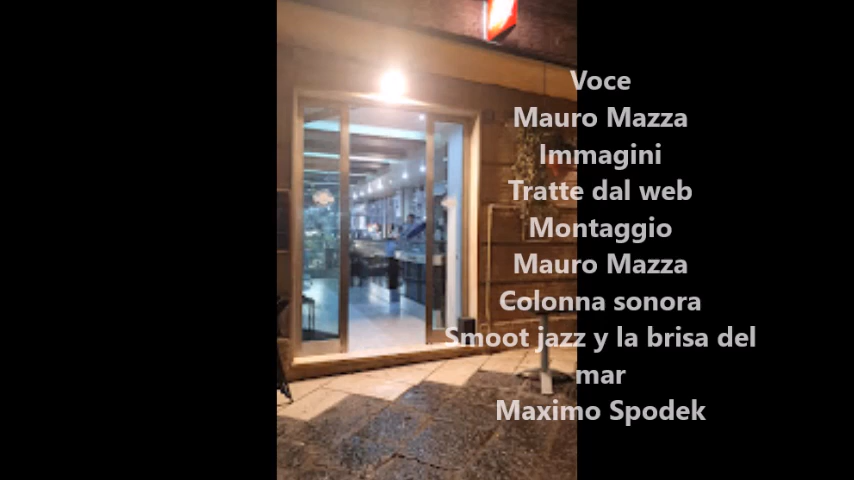 Voce
Mauro Mazza
Immagini
Tratte dal web
Montaggio
Mauro Mazza
Colonna sonora
Smoot jazz y la brisa del
mar
Maximo Spodek